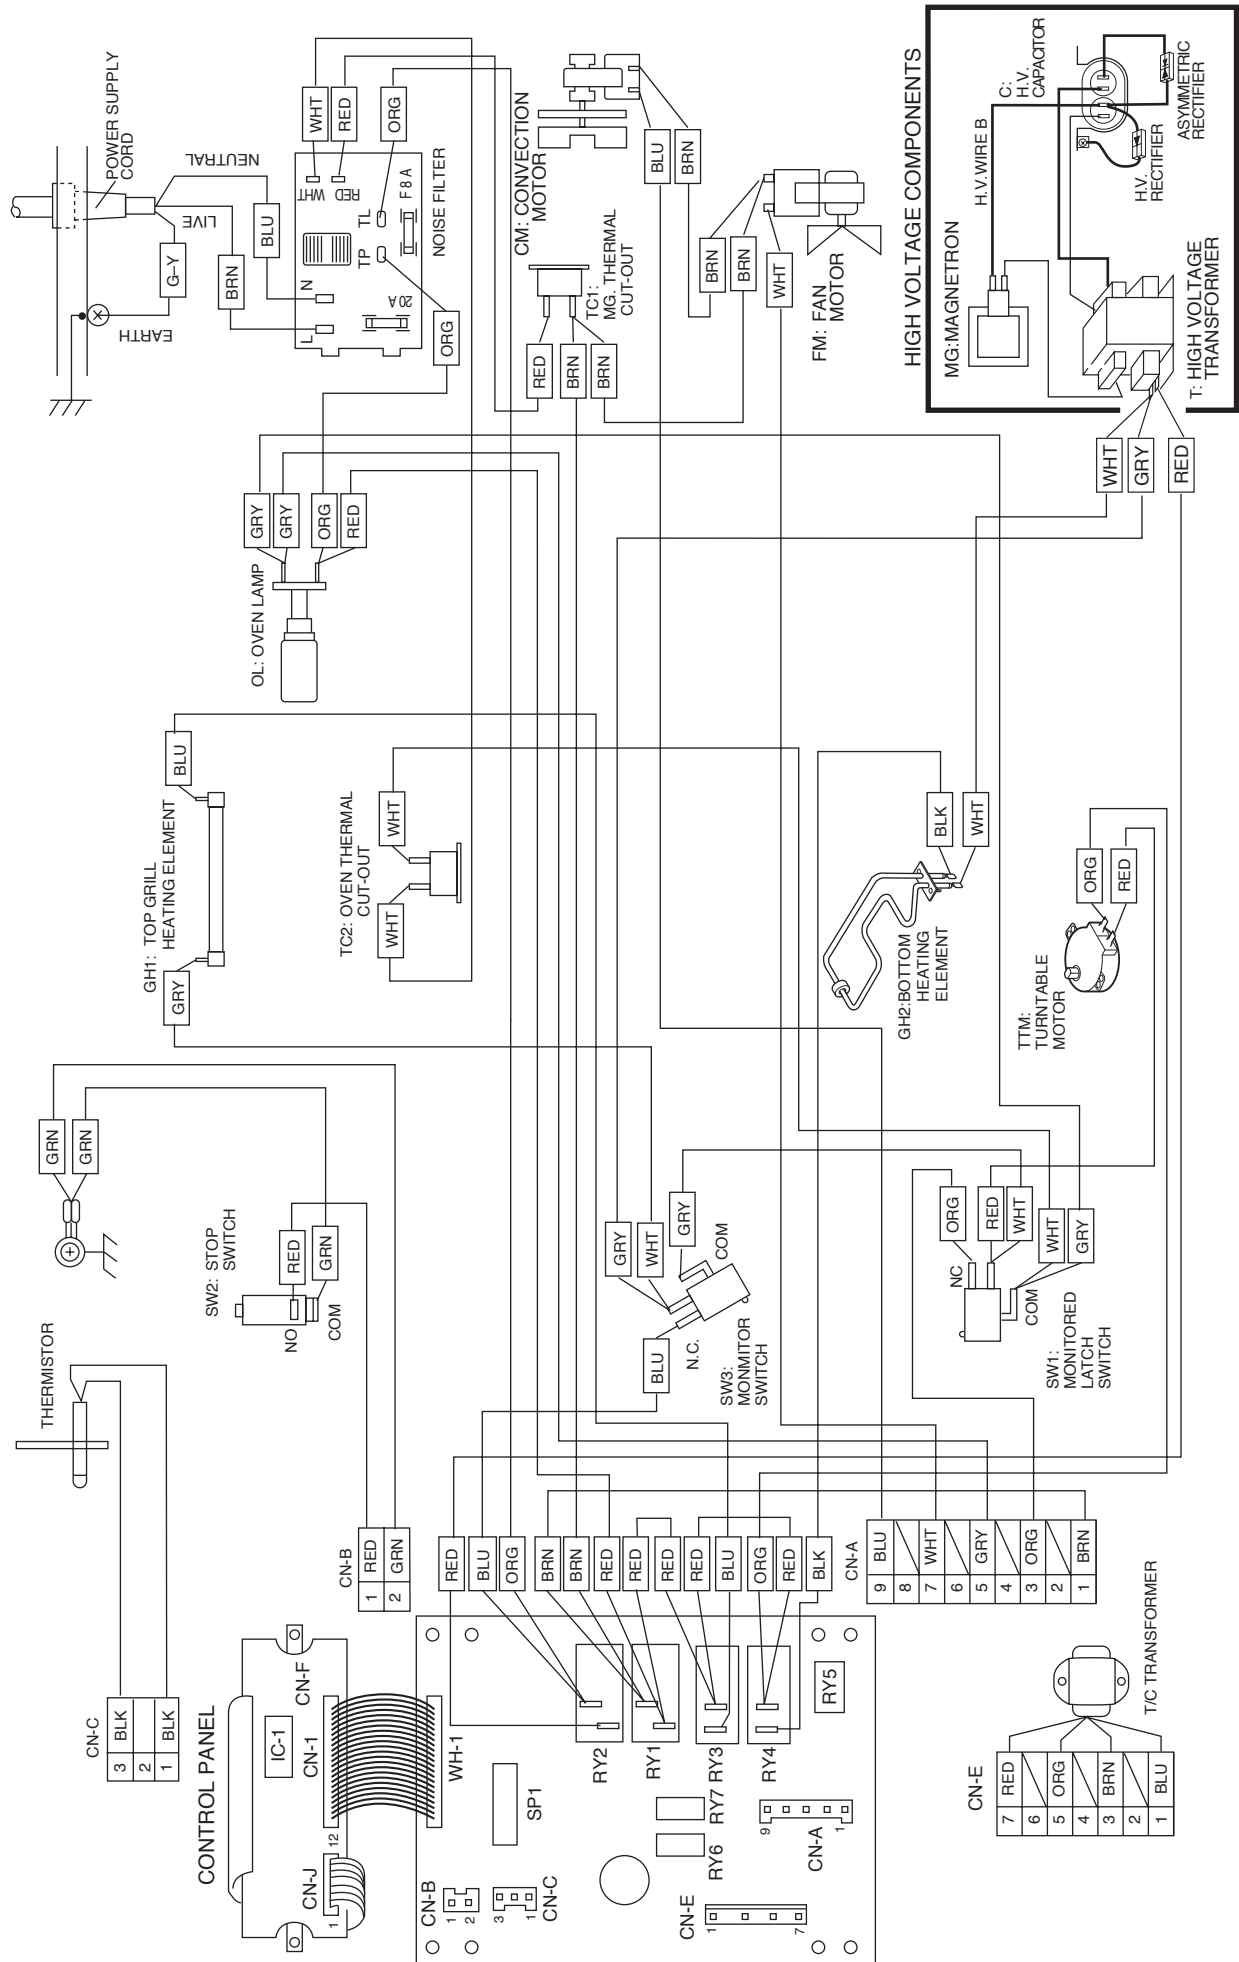 POWER SUPPLY
CORD
NEUTRAL
LIVE
EARTH
G–Y
BRN
BLU
L
N
TP
TL
WHT
RED
20 A
F 8 A
NOISE FILTER
WHT
RED
ORG
ORG
CM: CONVECTION
MOTOR
TC1:
MG. THERMAL
CUT-OUT
RED
BRN
BRN
BLU
BRN
BRN
BRN
WHT
FM: FAN
MOTOR
HIGH VOLTAGE COMPONENTS
MG:MAGNETRON
H.V.WIRE B
C:
H.V.
CAPACITOR
H.V.
RECTIFIER
ASYMMETRIC
RECTIFIER
T: HIGH VOLTAGE
TRANSFORMER
WHT
GRY
RED
OL: OVEN LAMP
GRY
GRY
ORG
RED
GH1: TOP GRILL
HEATING ELEMENT
BLU
GRY
TC2: OVEN THERMAL
CUT-OUT
WHT
WHT
GH2:BOTTOM
HEATING
ELEMENT
BLK
WHT
TTM:
TURNTABLE
MOTOR
ORG
RED
GRN
GRN
SW2: STOP
SWITCH
RED
GRN
NO
COM
THERMISTOR
GRY
WHT
GRY
COM
BLU
N.C.
SW3:
MONMITOR
SWITCH
ORG
RED
WHT
WHT
GRY
NC
COM
SW1:
MONITORED
LATCH
SWITCH
CN-C
3 BLK
2
1 BLK
CN-B
1 RED
2 GRN
RED
BLU
ORG
BRN
BRN
RED
RED
RED
RED
BLU
ORG
RED
BLK
CN-A
9 BLU
8
7 WHT
6
5 GRY
4
3 ORG
2
1 BRN
CONTROL PANEL
CN-F
IC-1
CN-1
12
CN-J
1
WH-1
SP1
RY2
RY1
RY3
RY4
RY5
RY7
RY6
CN-B
1
2
CN-C
3
1
CN-A
9
1
CN-E
1
7
T/C TRANSFORMER
CN-E
7 RED
6
5 ORG
4
3 BRN
2
1 BLU